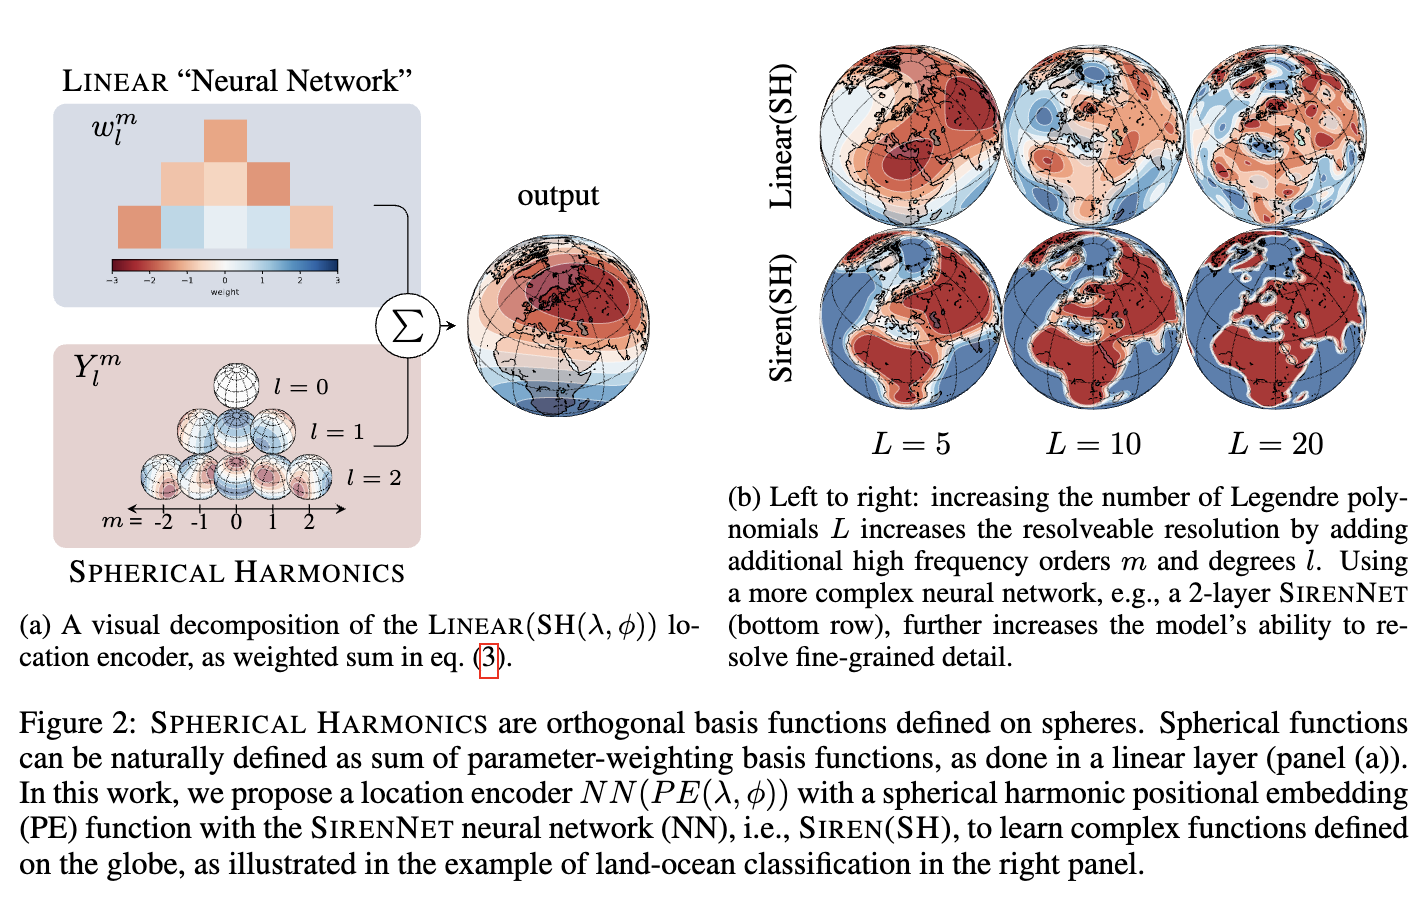 LINEAR “Neural Network”
w_l^m
−3 −2 −1 0 1 2 3
weight
Y_l^m
l = 0
l = 1
l = 2
m = -2 -1 0 1 2
SPHERICAL HARMONICS
∑
output
(a) A visual decomposition of the LINEAR(SH(λ, ϕ)) lo-
cation encoder, as weighted sum in eq. (3).
Linear(SH)
Siren(SH)
L = 5 L = 10 L = 20
(b) Left to right: increasing the number of Legendre poly-
nomials L increases the resolveable resolution by adding
additional high frequency orders m and degrees l. Using
a more complex neural network, e.g., a 2-layer SIRENNET
(bottom row), further increases the model’s ability to re-
solve fine-grained detail.
Figure 2: SPHERICAL HARMONICS are orthogonal basis functions defined on spheres. Spherical functions
can be naturally defined as sum of parameter-weighting basis functions, as done in a linear layer (panel (a)).
In this work, we propose a location encoder NN(PE(λ, ϕ)) with a spherical harmonic positional embedding
(PE) function with the SIRENNET neural network (NN), i.e., SIREN(SH), to learn complex functions defined
on the globe, as illustrated in the example of land-ocean classification in the right panel.